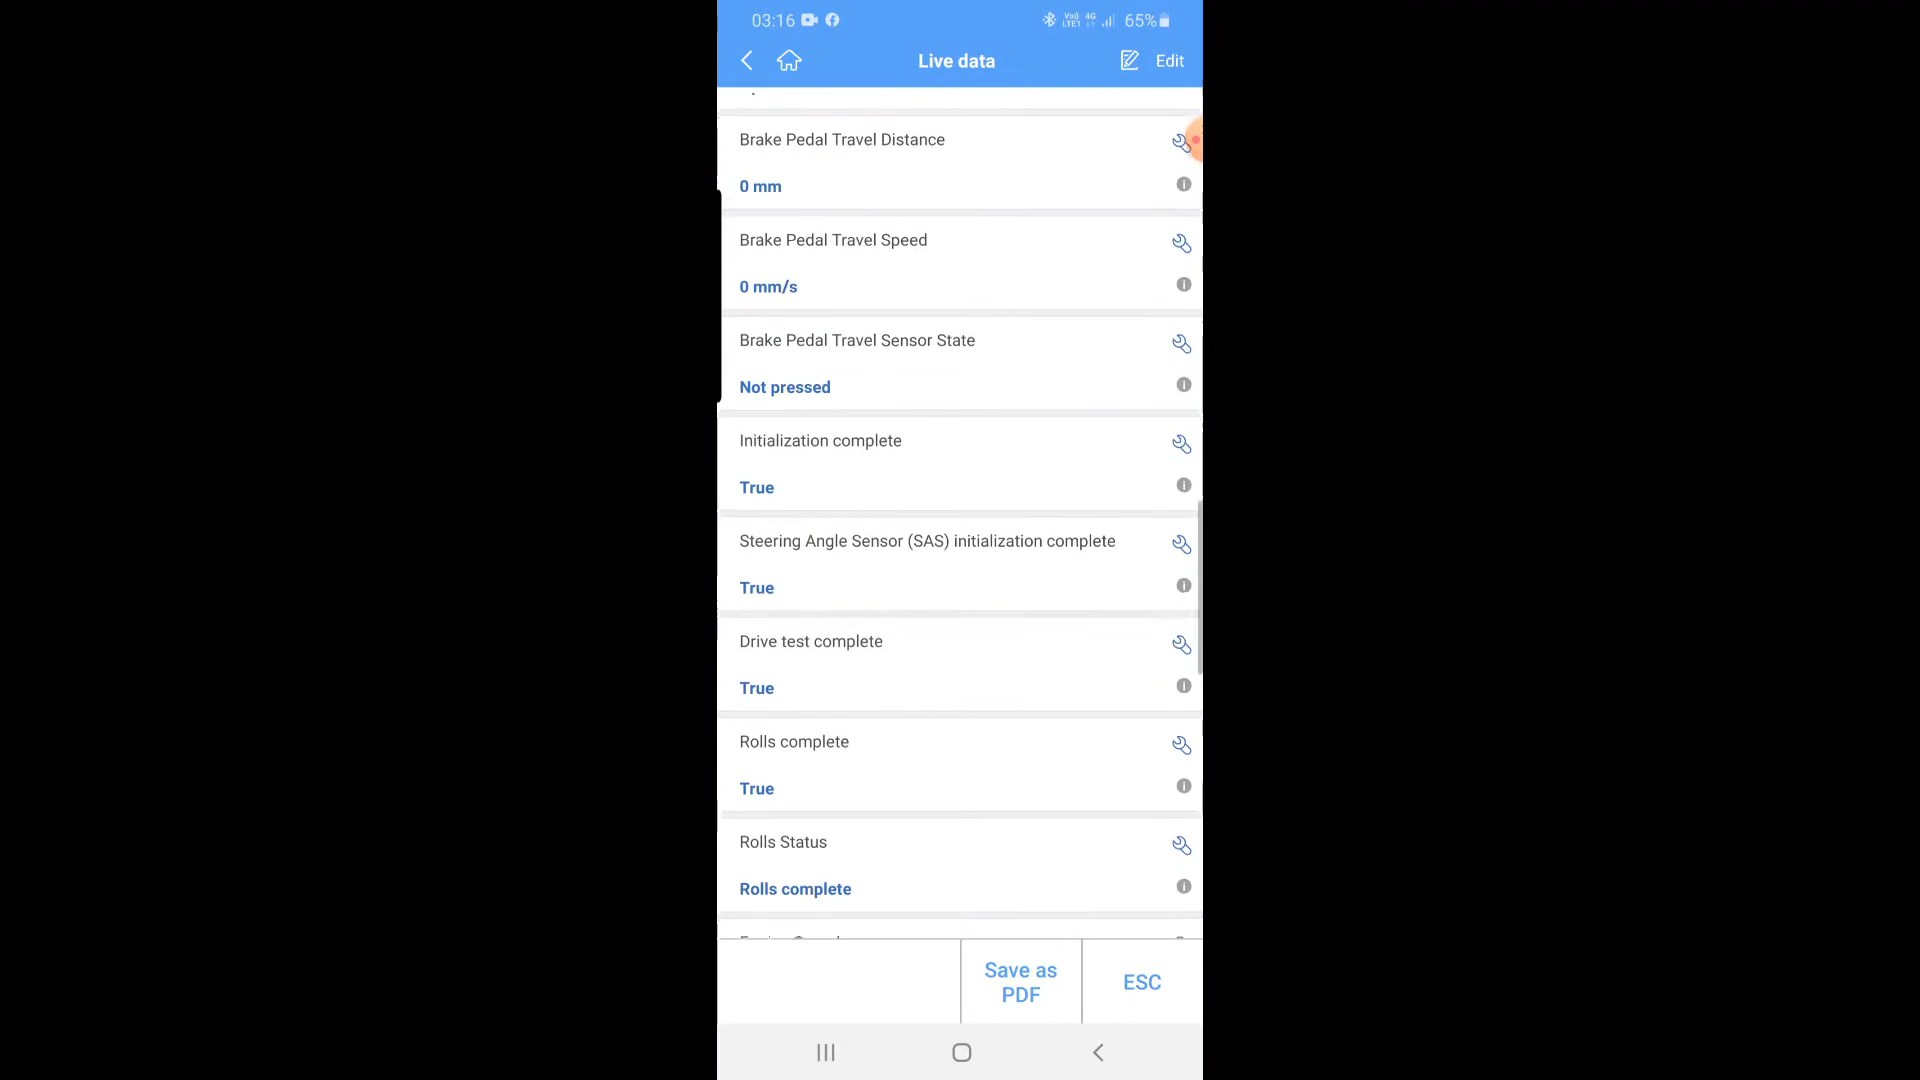 03:16 65%
Live data Edit
Brake Pedal Travel Distance
0 mm
Brake Pedal Travel Speed
0 mm/s
Brake Pedal Travel Sensor State
Not pressed
Initialization complete
True
Steering Angle Sensor (SAS) initialization complete
True
Drive test complete
True
Rolls complete
True
Rolls Status
Rolls complete
Save as
PDF
ESC